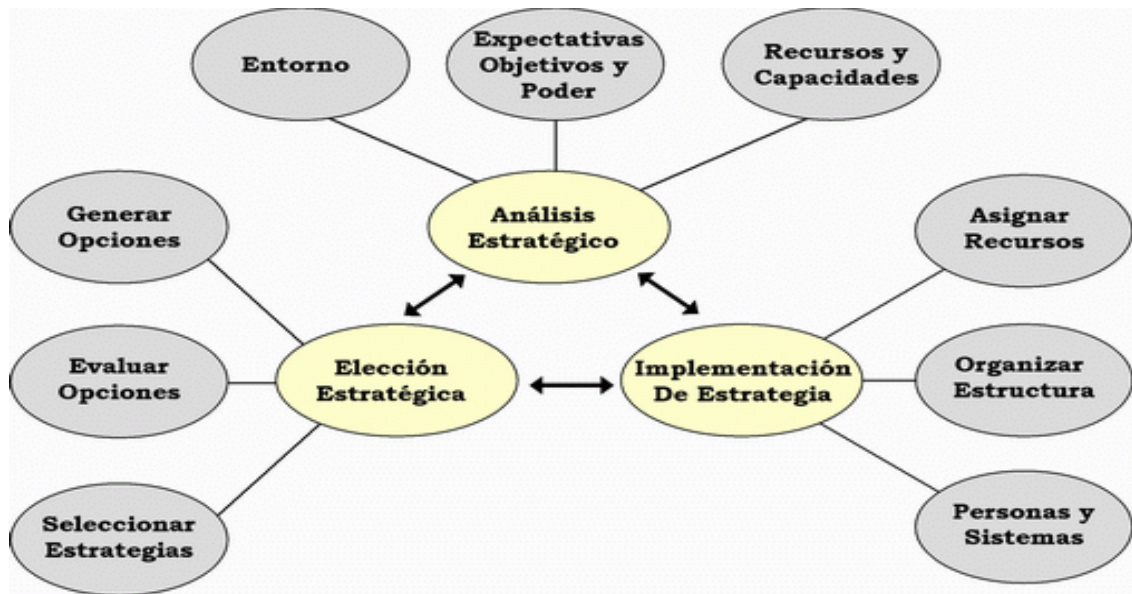 Entorno
Expectativas
Objetivos y
Poder
Recursos y
Capacidades
Análisis
Estratégico
Generar
Opciones
Asignar
Recursos
Evaluar
Opciones
Elección
Estratégica
Implementación
De Estrategia
Organizar
Estructura
Seleccionar
Estrategias
Personas y
Sistemas